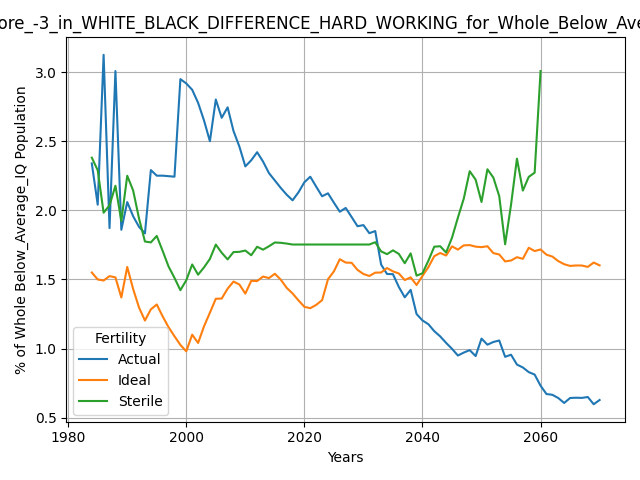 ore_-3_in_WHITE_BLACK_DIFFERENCE_HARD_WORKING_for_Whole_Below_Ave
% of Whole Below_Average_IQ Population
3.0
2.5
2.0
1.5
1.0
0.5
Fertility
Actual
Ideal
Sterile
1980
2000
2020
2040
2060
Years